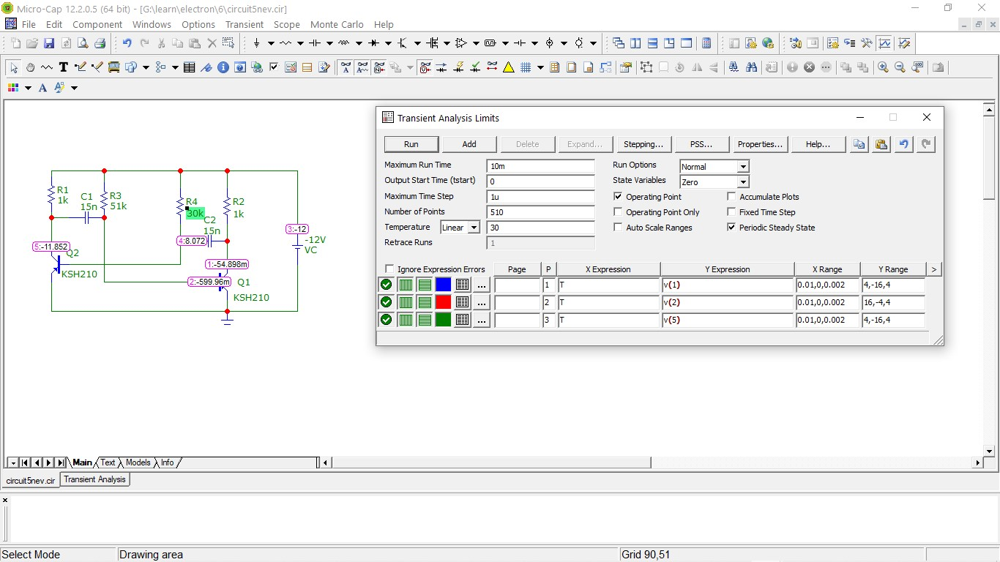 Micro-Cap 12.2.0.5 (64 bit) - [G:\learn\electron\6\circuit5nev.cir]
File Edit Component Windows Options Transient Scope Monte Carlo Help
Transient Analysis Limits
Run Add Delete Expand... Stepping... PSS... Properties... Help...
Maximum Run Time 10m Run Options Normal
Output Start Time (tstart) 0 State Variables Zero
Maximum Time Step 1u Operating Point Accumulate Plots
Number of Points 510 Operating Point Only Fixed Time Step
Temperature Linear 30 Auto Scale Ranges Periodic Steady State
Retrace Runs 1
Ignore Expression Errors Page P X Expression Y Expression X Range Y Range >
... 1 T v(1) 0.01,0,0.002 4,-16,4
... 2 T v(2) 0.01,0,0.002 16,-4,4
... 3 T v(5) 0.01,0,0.002 4,-16,4
R1
1k
C1
15n
R3
51k
R4
30k
C2
15n
R2
1k
3:-12
-12V
VC
5:-11.852
Q2
KSH210
4:8.072
1:-54.898m
2:-599.96m
Q1
KSH210
Main Text Models Info
circuit5nev.cir Transient Analysis
Select Mode Drawing area Grid 90,51